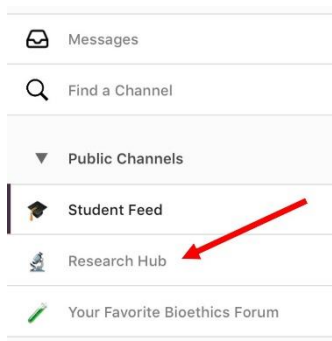 Messages
Find a Channel
Public Channels
Student Feed
Research Hub
Your Favorite Bioethics Forum